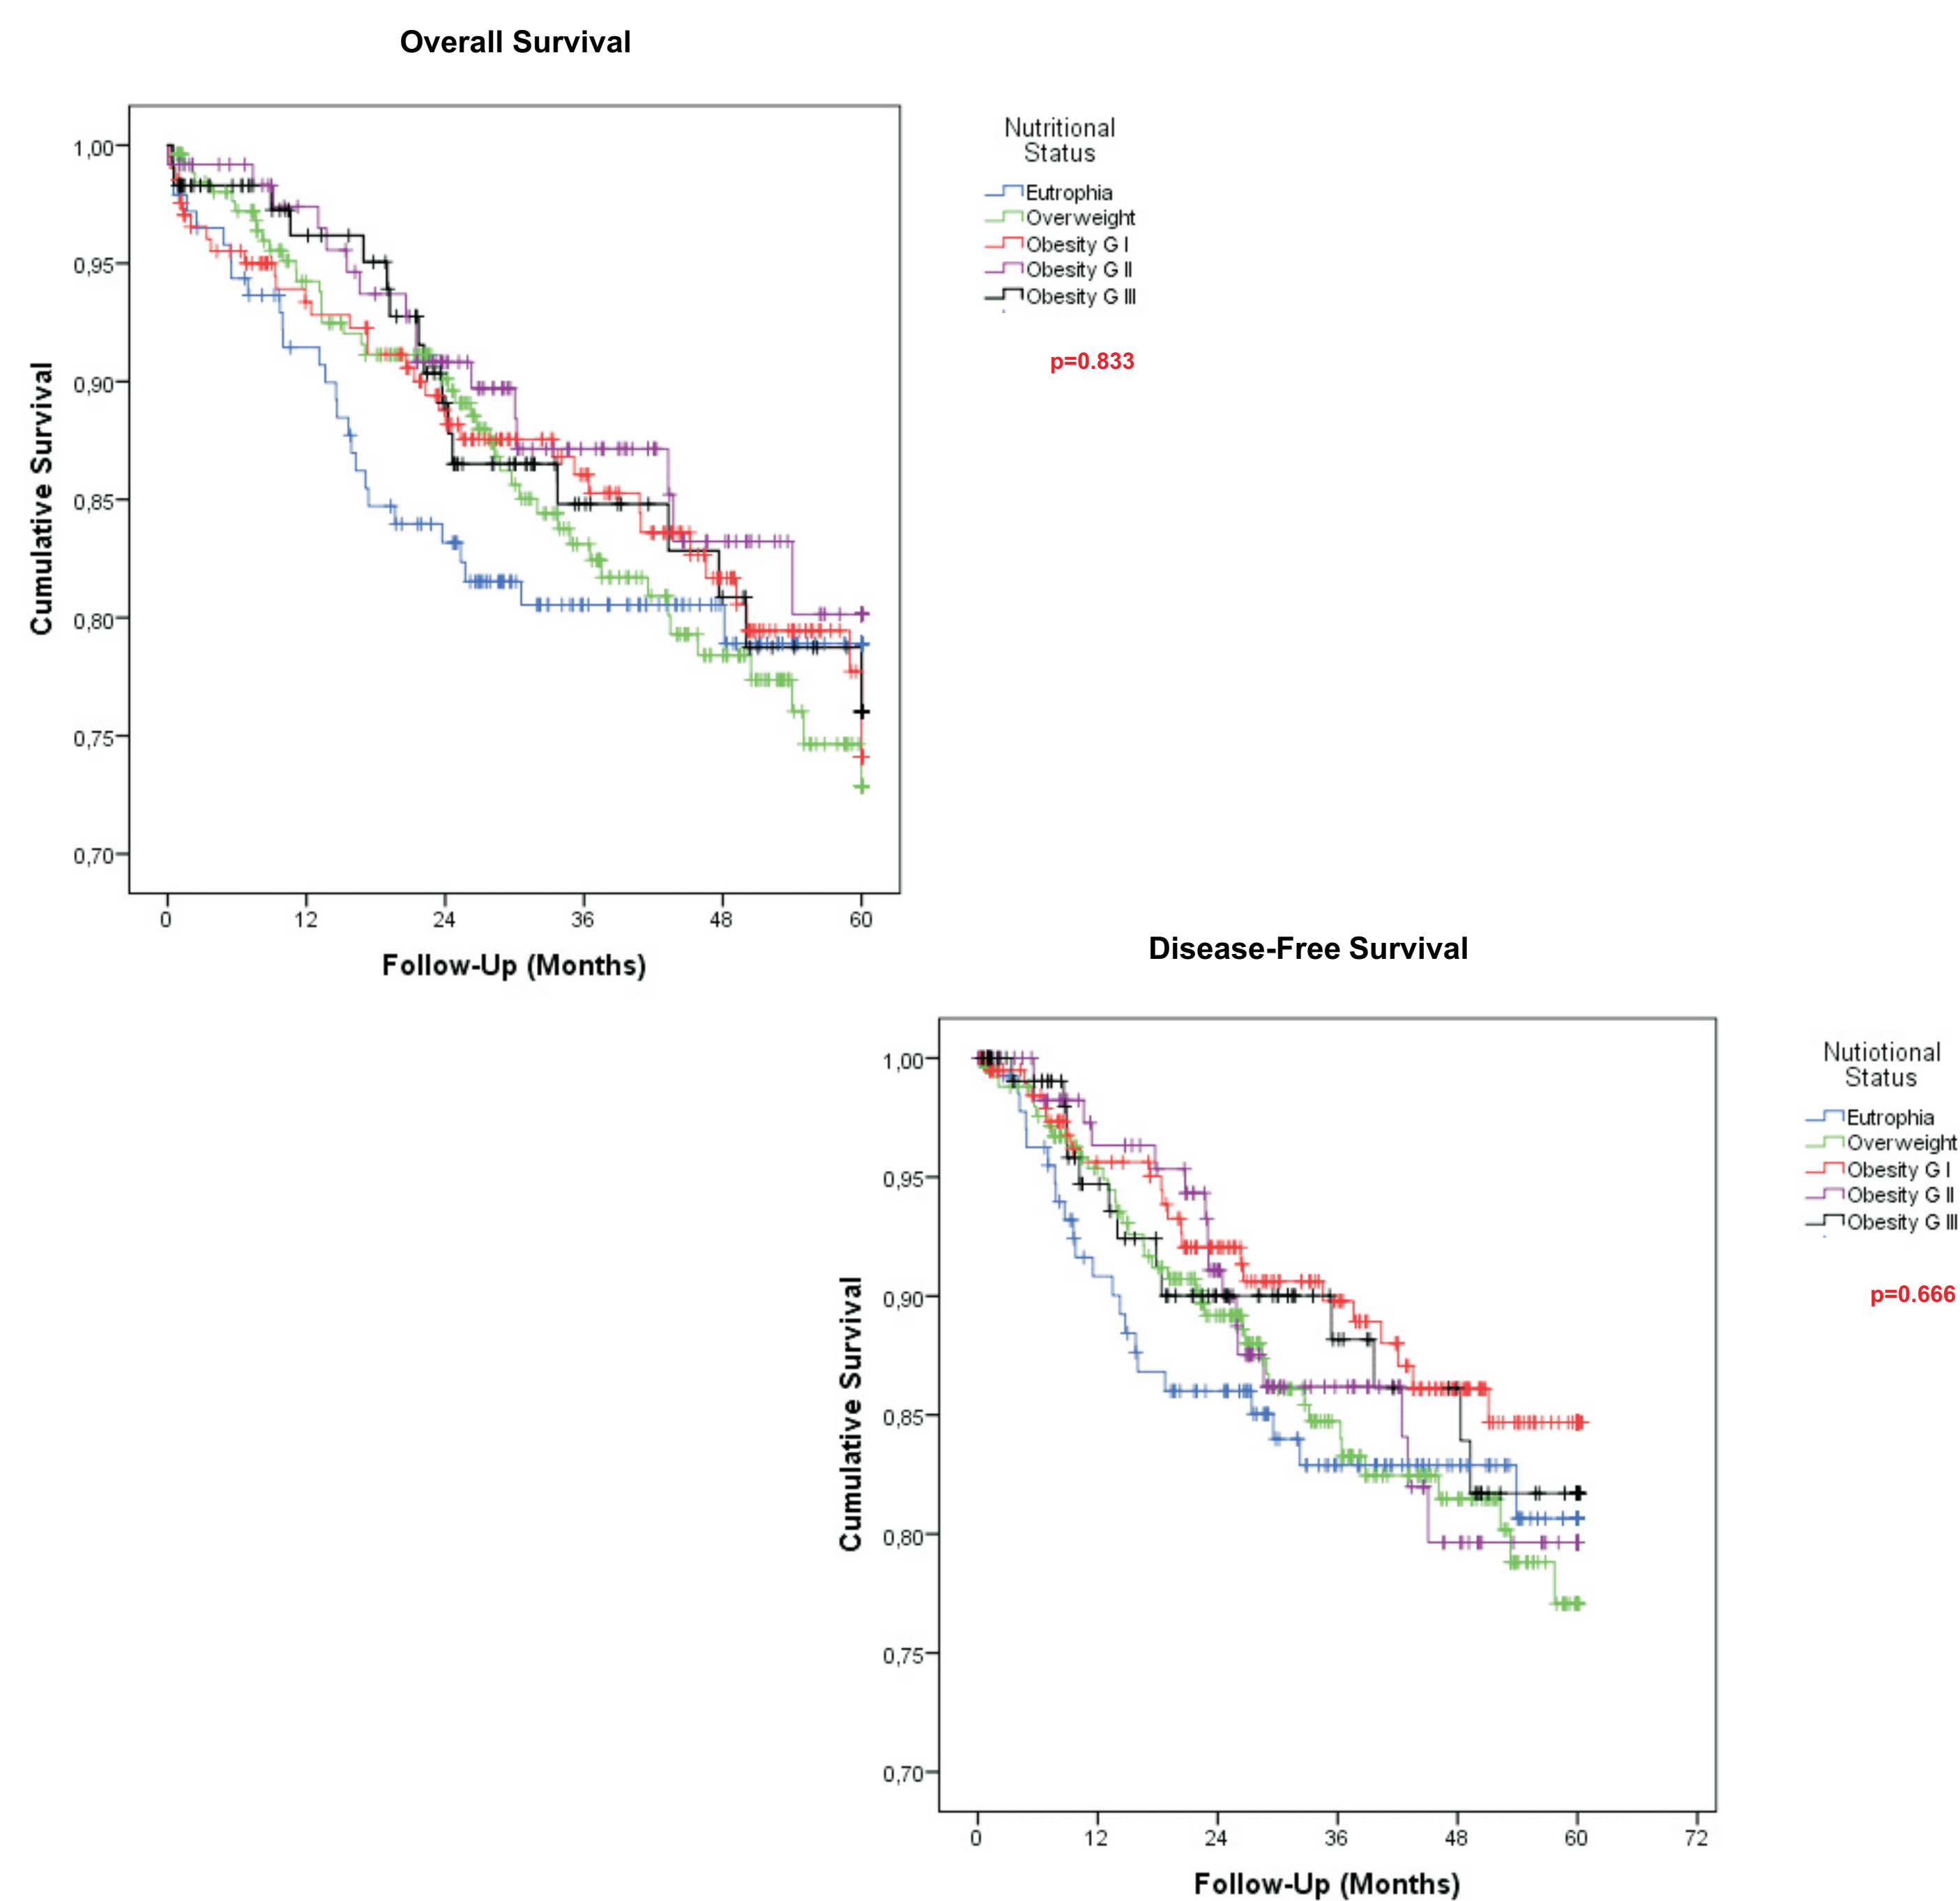 Overall Survival
Nutritional
Status
Eutrophia
Overweight
Obesity G I
Obesity G II
Obesity G III
p=0.833
Cumulative Survival
1,00
0,95
0,90
0,85
0,80
0,75
0,70
0 12 24 36 48 60
Follow-Up (Months)
Disease-Free Survival
Nutiotional
Status
Eutrophia
Overweight
Obesity G I
Obesity G II
Obesity G III
p=0.666
Cumulative Survival
1,00
0,95
0,90
0,85
0,80
0,75
0,70
0 12 24 36 48 60 72
Follow-Up (Months)